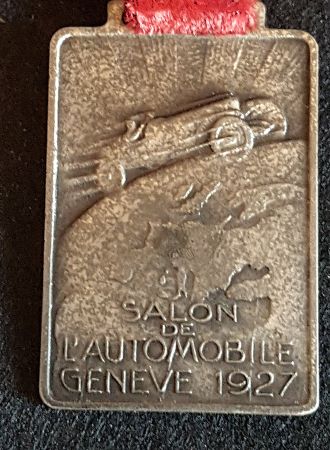 SALON
DE
L'AUTOMOBILE
GENEVE 1927